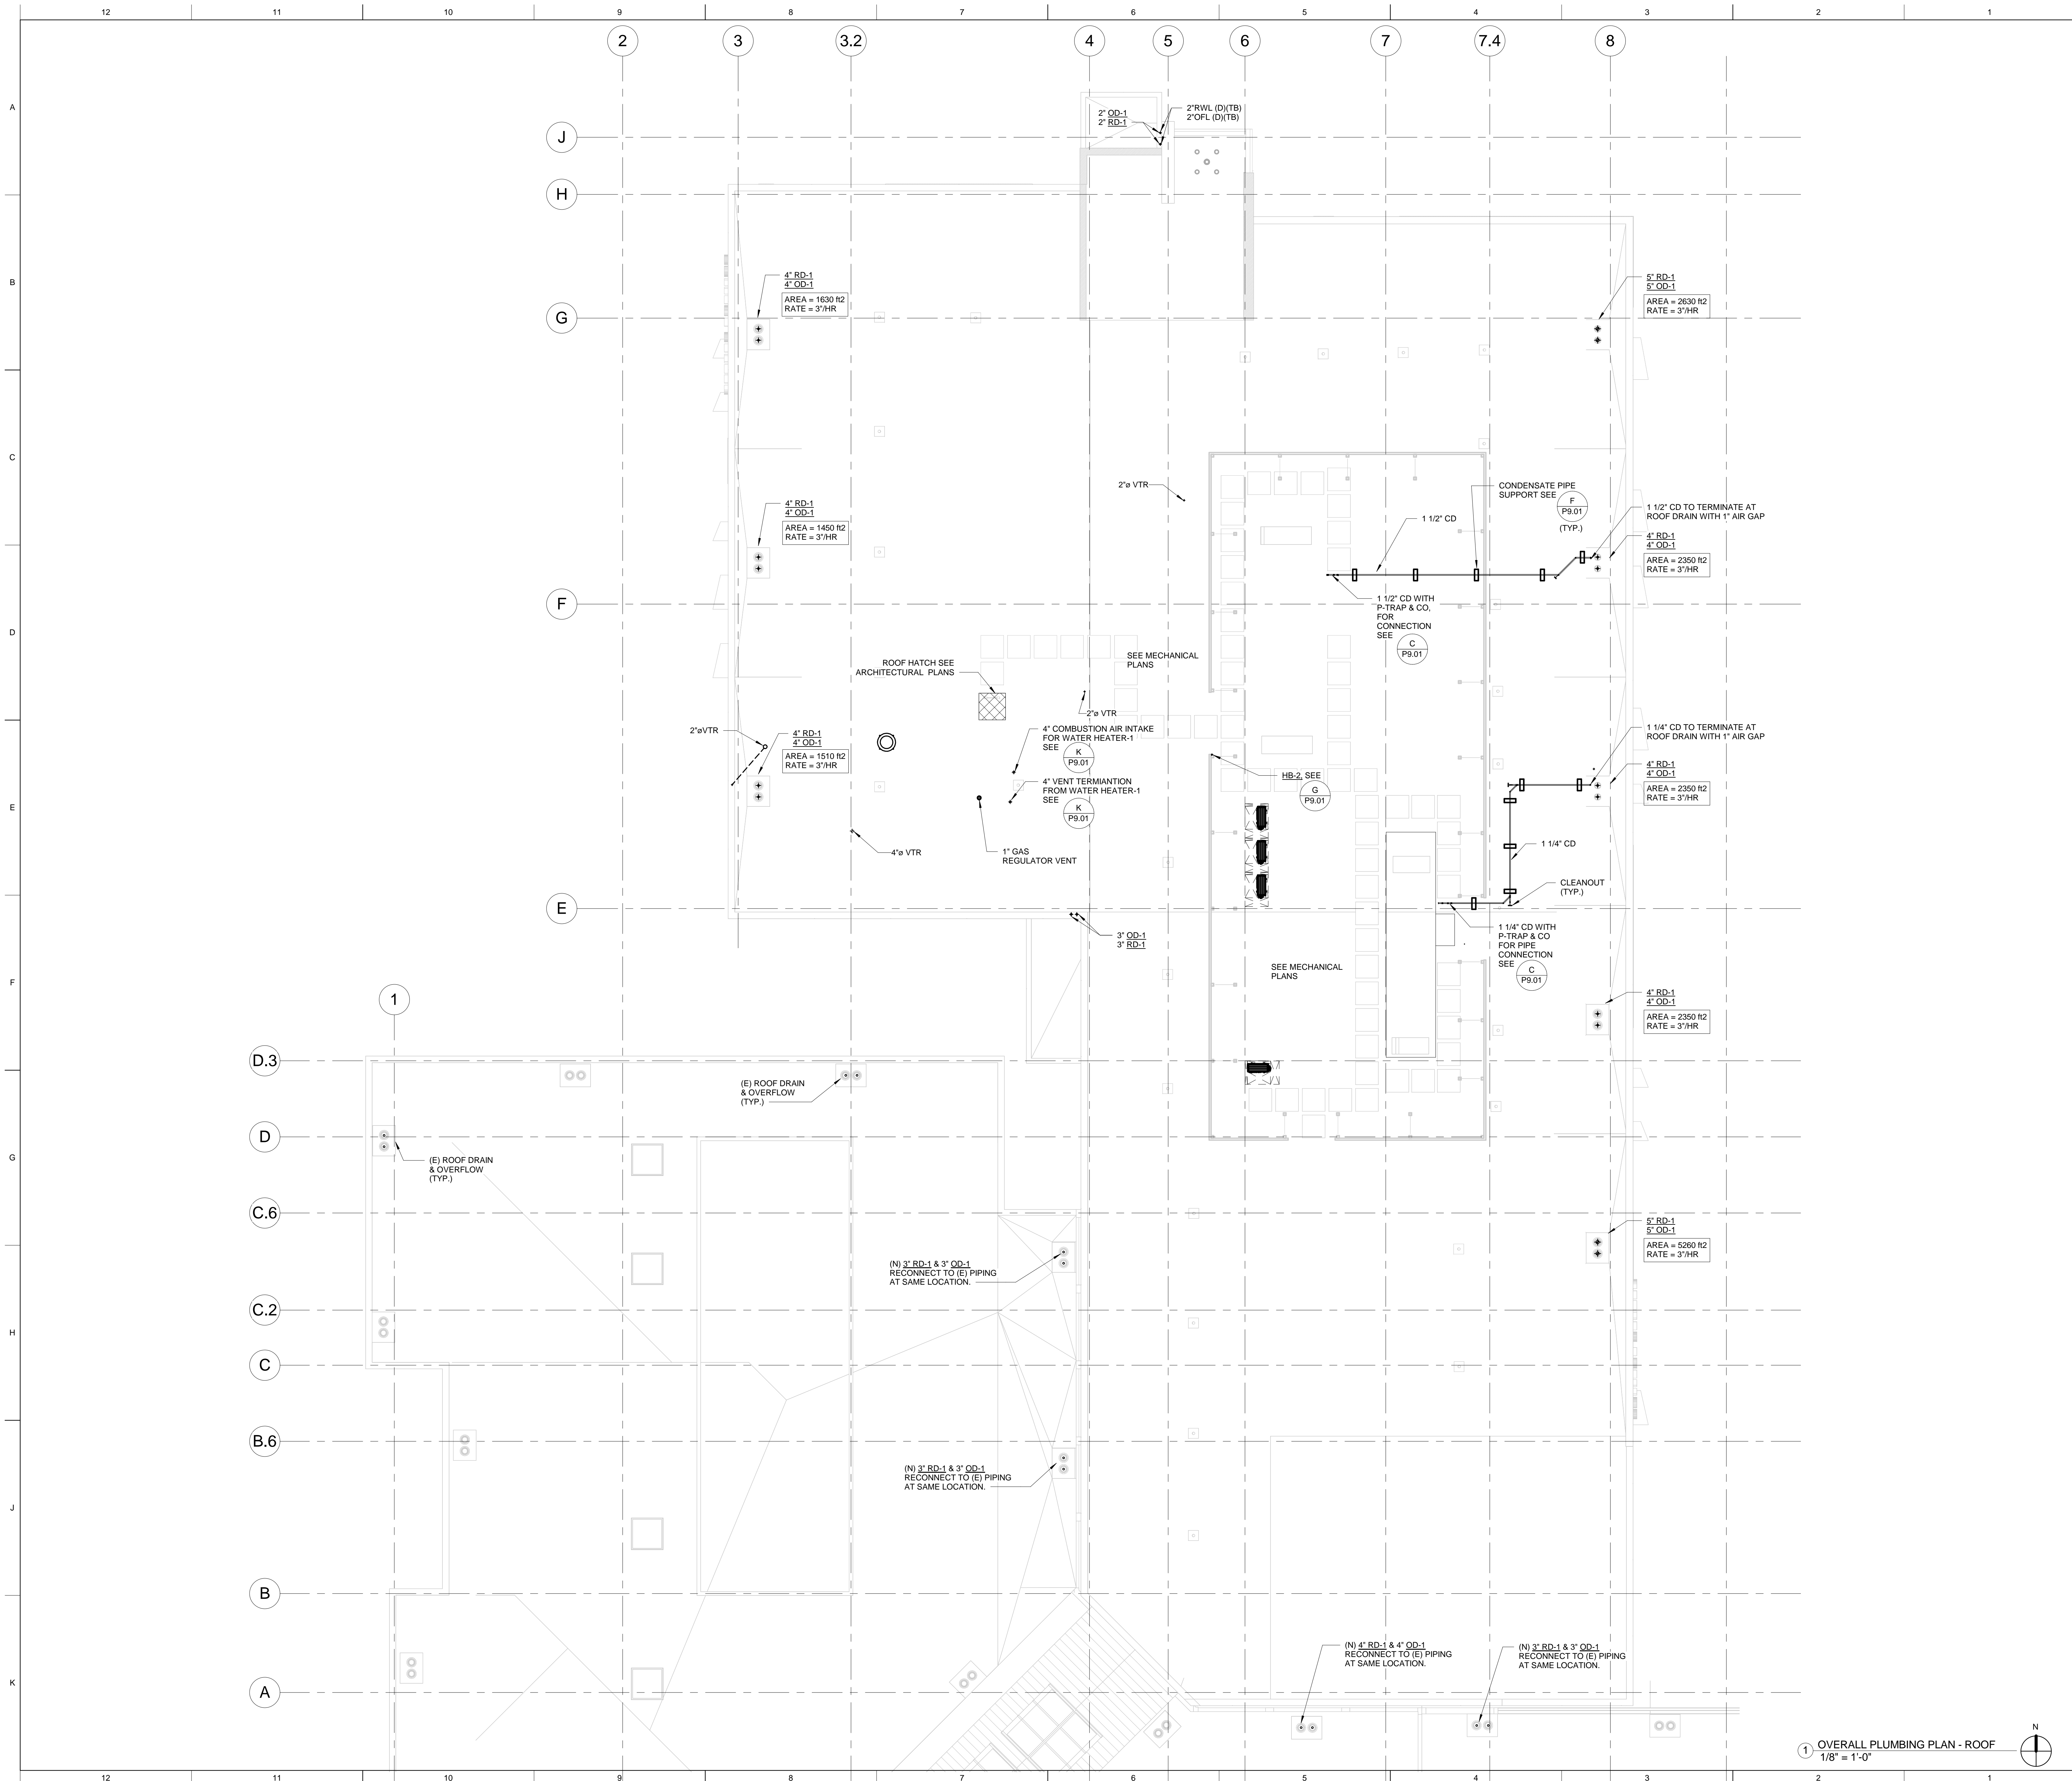 12 11 10 9 8 7 6 5 4 3 2 1
2 3 3.2 4 5 6 7 7.4 8
A
J
2" OD-1
2" RD-1
2"RWL (D)(TB)
2"OFL (D)(TB)
H
B
4" RD-1
4" OD-1
AREA = 1630 ft2
RATE = 3"/HR
5" RD-1
5" OD-1
AREA = 2630 ft2
RATE = 3"/HR
G
C
2"ø VTR
4" RD-1
4" OD-1
AREA = 1450 ft2
RATE = 3"/HR
1 1/2" CD
CONDENSATE PIPE
SUPPORT SEE
F
P9.01
(TYP.)
1 1/2" CD TO TERMINATE AT
ROOF DRAIN WITH 1" AIR GAP
4" RD-1
4" OD-1
AREA = 2350 ft2
RATE = 3"/HR
F
1 1/2" CD WITH
P-TRAP & CO,
FOR
CONNECTION
SEE
C
P9.01
D
ROOF HATCH SEE
ARCHITECTURAL PLANS
SEE MECHANICAL
PLANS
2"ø VTR
2"øVTR
4" RD-1
4" OD-1
AREA = 1510 ft2
RATE = 3"/HR
4" COMBUSTION AIR INTAKE
FOR WATER HEATER-1
SEE
K
P9.01
4" VENT TERMIANTION
FROM WATER HEATER-1
SEE
K
P9.01
HB-2, SEE
G
P9.01
1 1/4" CD TO TERMINATE AT
ROOF DRAIN WITH 1" AIR GAP
4" RD-1
4" OD-1
AREA = 2350 ft2
RATE = 3"/HR
E
4"ø VTR
1" GAS
REGULATOR VENT
1 1/4" CD
CLEANOUT
(TYP.)
E
3" OD-1
3" RD-1
1 1/4" CD WITH
P-TRAP & CO
FOR PIPE
CONNECTION
SEE
C
P9.01
SEE MECHANICAL
PLANS
F
1
4" RD-1
4" OD-1
AREA = 2350 ft2
RATE = 3"/HR
D.3
(E) ROOF DRAIN
& OVERFLOW
(TYP.)
D
G
(E) ROOF DRAIN
& OVERFLOW
(TYP.)
C.6
5" RD-1
5" OD-1
AREA = 5260 ft2
RATE = 3"/HR
(N) 3" RD-1 & 3" OD-1
RECONNECT TO (E) PIPING
AT SAME LOCATION.
C.2
H
C
B.6
(N) 3" RD-1 & 3" OD-1
RECONNECT TO (E) PIPING
AT SAME LOCATION.
J
B
(N) 4" RD-1 & 4" OD-1
RECONNECT TO (E) PIPING
AT SAME LOCATION.
(N) 3" RD-1 & 3" OD-1
RECONNECT TO (E) PIPING
AT SAME LOCATION.
K
A
N
1 OVERALL PLUMBING PLAN - ROOF
1/8" = 1'-0"
12 11 10 9 8 7 6 5 4 3 2 1